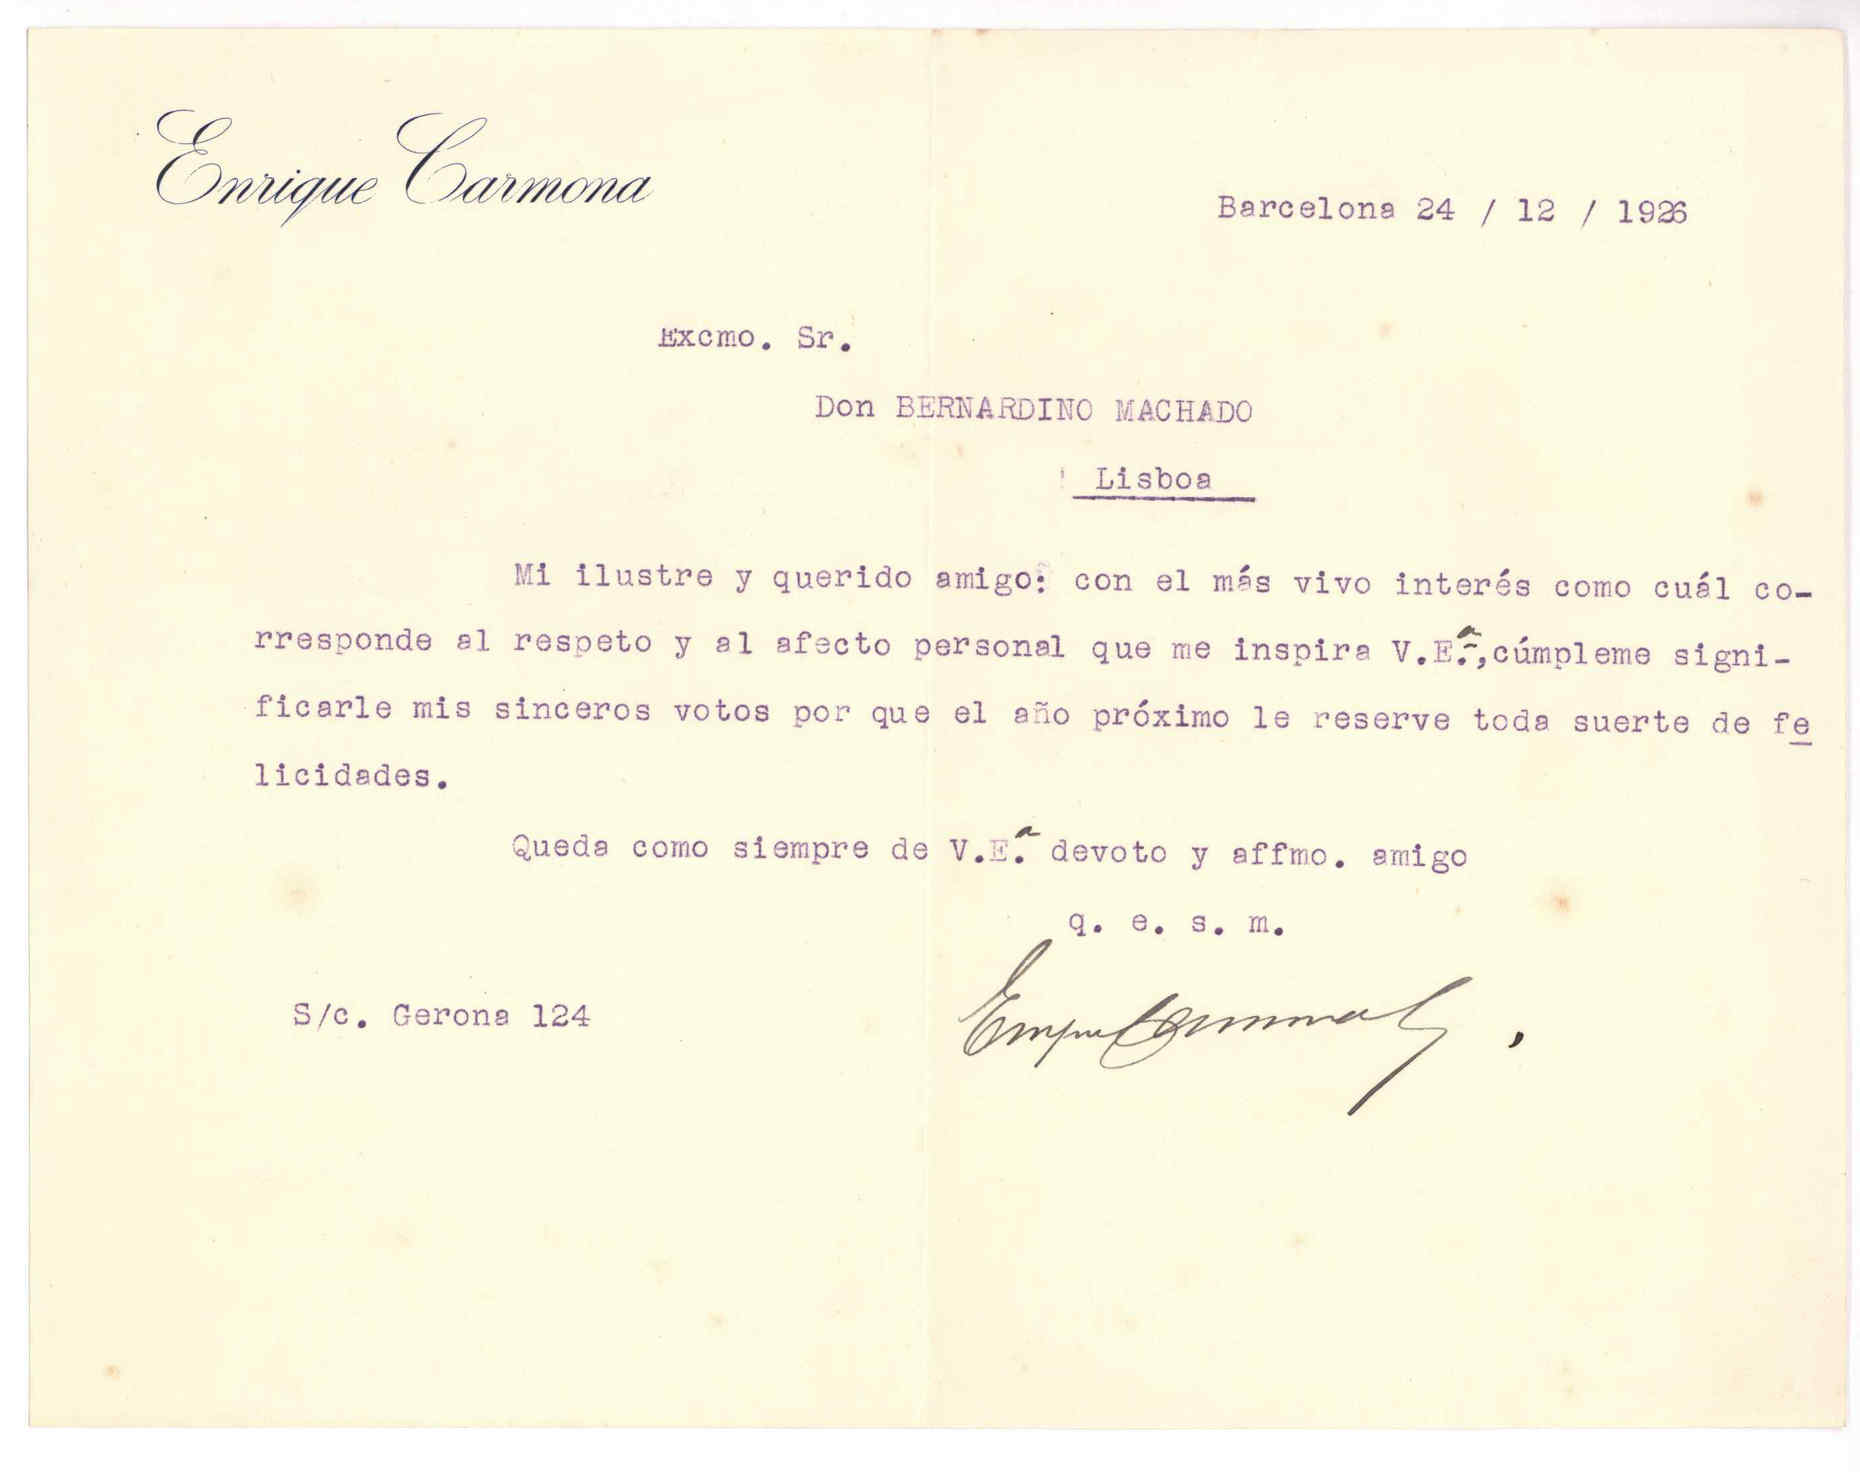 Enrique Carmona
Barcelona 24 / 12 / 1926
Excmo. Sr.
Don BERNARDINO MACHADO
Lisboa
Mi ilustre y querido amigo: con el más vivo interés como cuál co-
rresponde al respeto y al afecto personal que me inspira V.E.ª,cúmpleme signi-
ficarle mis sinceros votos por que el año próximo le reserve toda suerte de fe
licidades.
Queda como siempre de V.E.ª devoto y affmo. amigo
q. e. s. m.
Enrique Carmona
S/c. Gerona 124